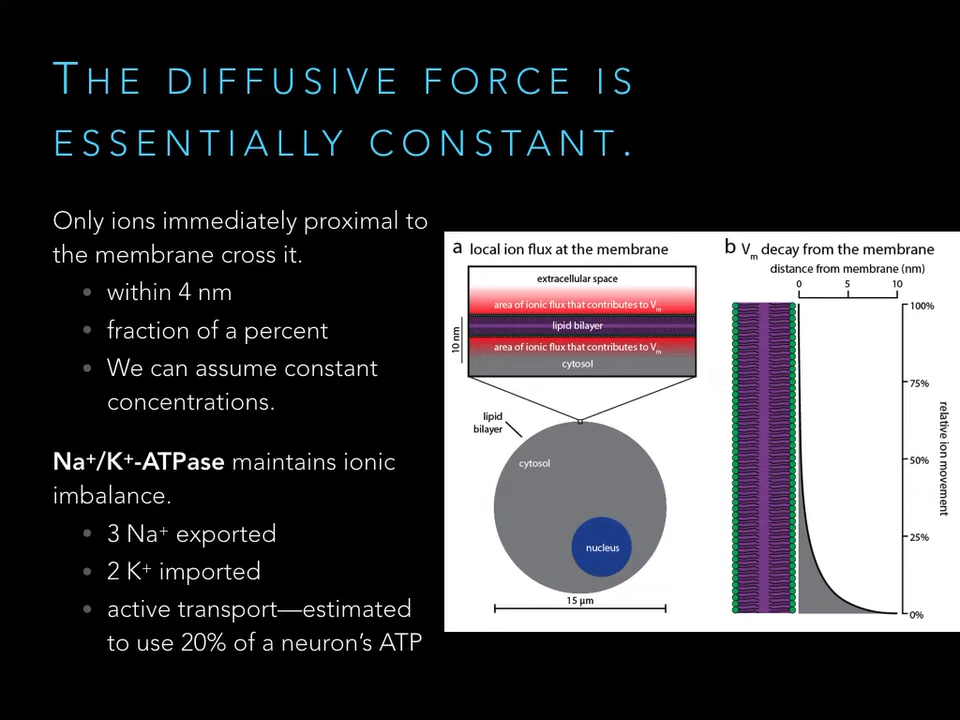 THE DIFFUSIVE FORCE IS
ESSENTIALLY CONSTANT.
Only ions immediately proximal to
the membrane cross it.
• within 4 nm
• fraction of a percent
• We can assume constant
concentrations.
Na⁺/K⁺-ATPase maintains ionic
imbalance.
• 3 Na⁺ exported
• 2 K⁺ imported
• active transport—estimated
to use 20% of a neuron’s ATP
a local ion flux at the membrane
extracellular space
area of ionic flux that contributes to Vm
lipid bilayer
area of ionic flux that contributes to Vm
cytosol
10 nm
lipid
bilayer
cytosol
nucleus
15 µm
b Vm decay from the membrane
distance from membrane (nm)
0 5 10
100%
75%
50%
25%
0%
relative ion movement